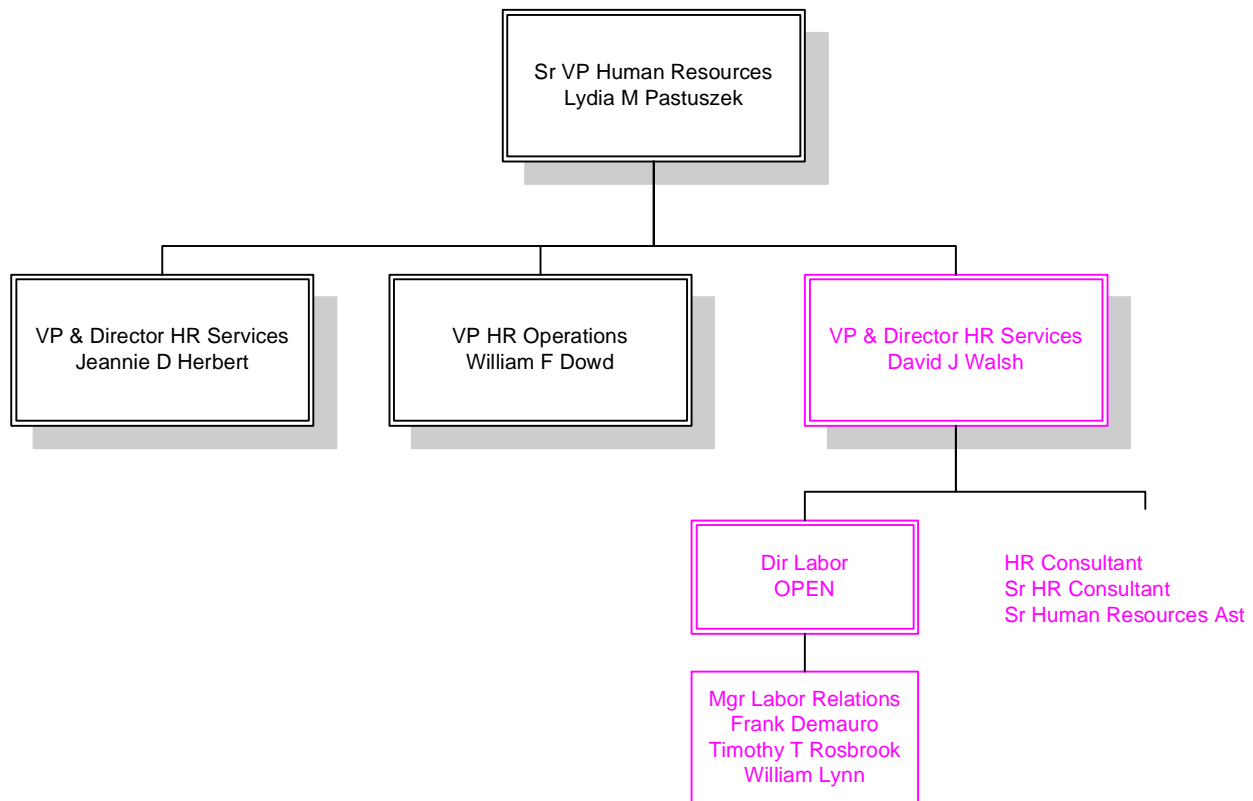 Sr VP Human Resources
Lydia M Pastuszek
VP & Director HR Services
Jeannie D Herbert
VP HR Operations
William F Dowd
VP & Director HR Services
David J Walsh
Dir Labor
OPEN
HR Consultant
Sr HR Consultant
Sr Human Resources Ast
Mgr Labor Relations
Frank Demauro
Timothy T Rosbrook
William Lynn